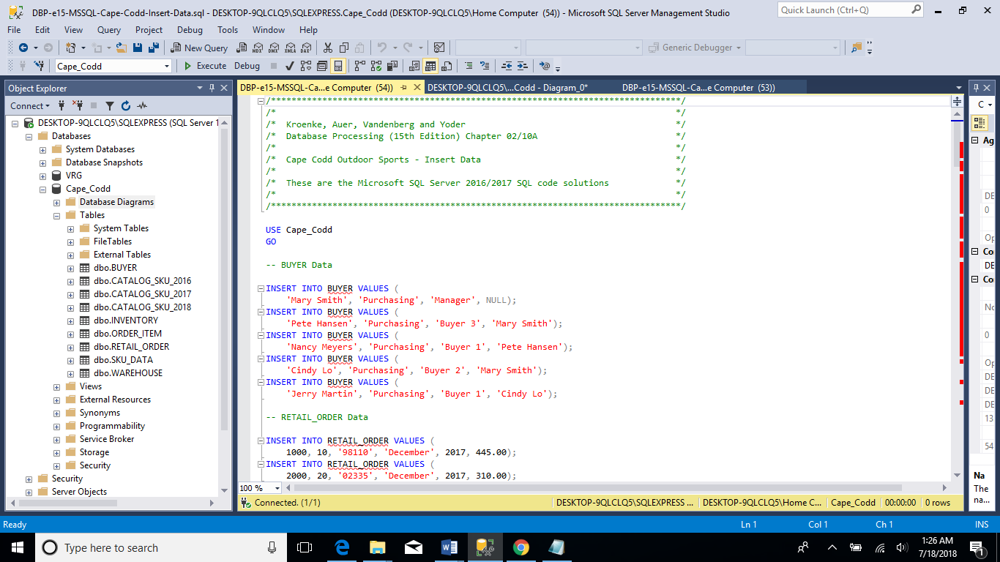 DBP-e15-MSSQL-Cape-Codd-Insert-Data.sql - DESKTOP-9QLCLQ5\SQLEXPRESS.Cape_Codd (DESKTOP-9QLCLQ5\Home Computer (54)) - Microsoft SQL Server Management Studio
Quick Launch (Ctrl+Q)
File Edit View Query Project Debug Tools Window Help
New Query MDX DMX XMLA DAX Generic Debugger
Cape_Codd Execute Debug
Object Explorer
DBP-e15-MSSQL-Ca...e Computer (54)) DESKTOP-9QLCLQ5\...Codd - Diagram_0* DBP-e15-MSSQL-Ca...e Computer (53))
Connect
DESKTOP-9QLCLQ5\SQLEXPRESS (SQL Server 1
Databases
System Databases
Database Snapshots
VRG
Cape_Codd
Database Diagrams
Tables
System Tables
FileTables
External Tables
dbo.BUYER
dbo.CATALOG_SKU_2016
dbo.CATALOG_SKU_2017
dbo.CATALOG_SKU_2018
dbo.INVENTORY
dbo.ORDER_ITEM
dbo.RETAIL_ORDER
dbo.SKU_DATA
dbo.WAREHOUSE
Views
External Resources
Synonyms
Programmability
Service Broker
Storage
Security
Security
Server Objects
/********************************************************************************/
/* */
/* Kroenke, Auer, Vandenberg and Yoder */
/* Database Processing (15th Edition) Chapter 02/10A */
/* */
/* Cape Codd Outdoor Sports - Insert Data */
/* */
/* These are the Microsoft SQL Server 2016/2017 SQL code solutions */
/* */
/********************************************************************************/
USE Cape_Codd
GO
-- BUYER Data
INSERT INTO BUYER VALUES (
'Mary Smith', 'Purchasing', 'Manager', NULL);
INSERT INTO BUYER VALUES (
'Pete Hansen', 'Purchasing', 'Buyer 3', 'Mary Smith');
INSERT INTO BUYER VALUES (
'Nancy Meyers', 'Purchasing', 'Buyer 1', 'Pete Hansen');
INSERT INTO BUYER VALUES (
'Cindy Lo', 'Purchasing', 'Buyer 2', 'Mary Smith');
INSERT INTO BUYER VALUES (
'Jerry Martin', 'Purchasing', 'Buyer 1', 'Cindy Lo');
-- RETAIL_ORDER Data
INSERT INTO RETAIL_ORDER VALUES (
1000, 10, '98110', 'December', 2017, 445.00);
INSERT INTO RETAIL_ORDER VALUES (
2000, 20, '02335', 'December', 2017, 310.00);
100 %
Connected. (1/1) DESKTOP-9QLCLQ5\SQLEXPRESS ... DESKTOP-9QLCLQ5\Home C... Cape_Codd 00:00:00 0 rows
C
Ag
DE
0
Op
Co
DE
Co
No
0
Op
DE
DE
DE
13
54
Na
The
na...
Ready Ln 1 Col 1 Ch 1 INS
Type here to search
1:26 AM
7/18/2018
1